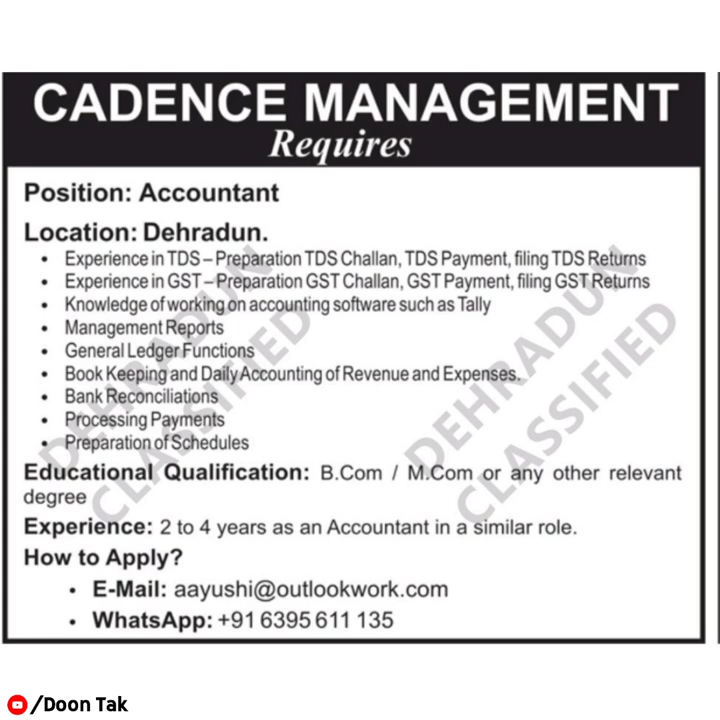 CADENCE MANAGEMENT
Requires
Position: Accountant
Location: Dehradun.
• Experience in TDS – Preparation TDS Challan, TDS Payment, filing TDS Returns
• Experience in GST – Preparation GST Challan, GST Payment, filing GST Returns
• Knowledge of working on accounting software such as Tally
• Management Reports
• General Ledger Functions
• Book Keeping and Daily Accounting of Revenue and Expenses.
• Bank Reconciliations
• Processing Payments
• Preparation of Schedules
Educational Qualification: B.Com / M.Com or any other relevant
degree
Experience: 2 to 4 years as an Accountant in a similar role.
How to Apply?
• E-Mail: aayushi@outlookwork.com
• WhatsApp: +91 6395 611 135
DEHRADUN
CLASSIFIED
DEHRADUN
CLASSIFIED
/Doon Tak